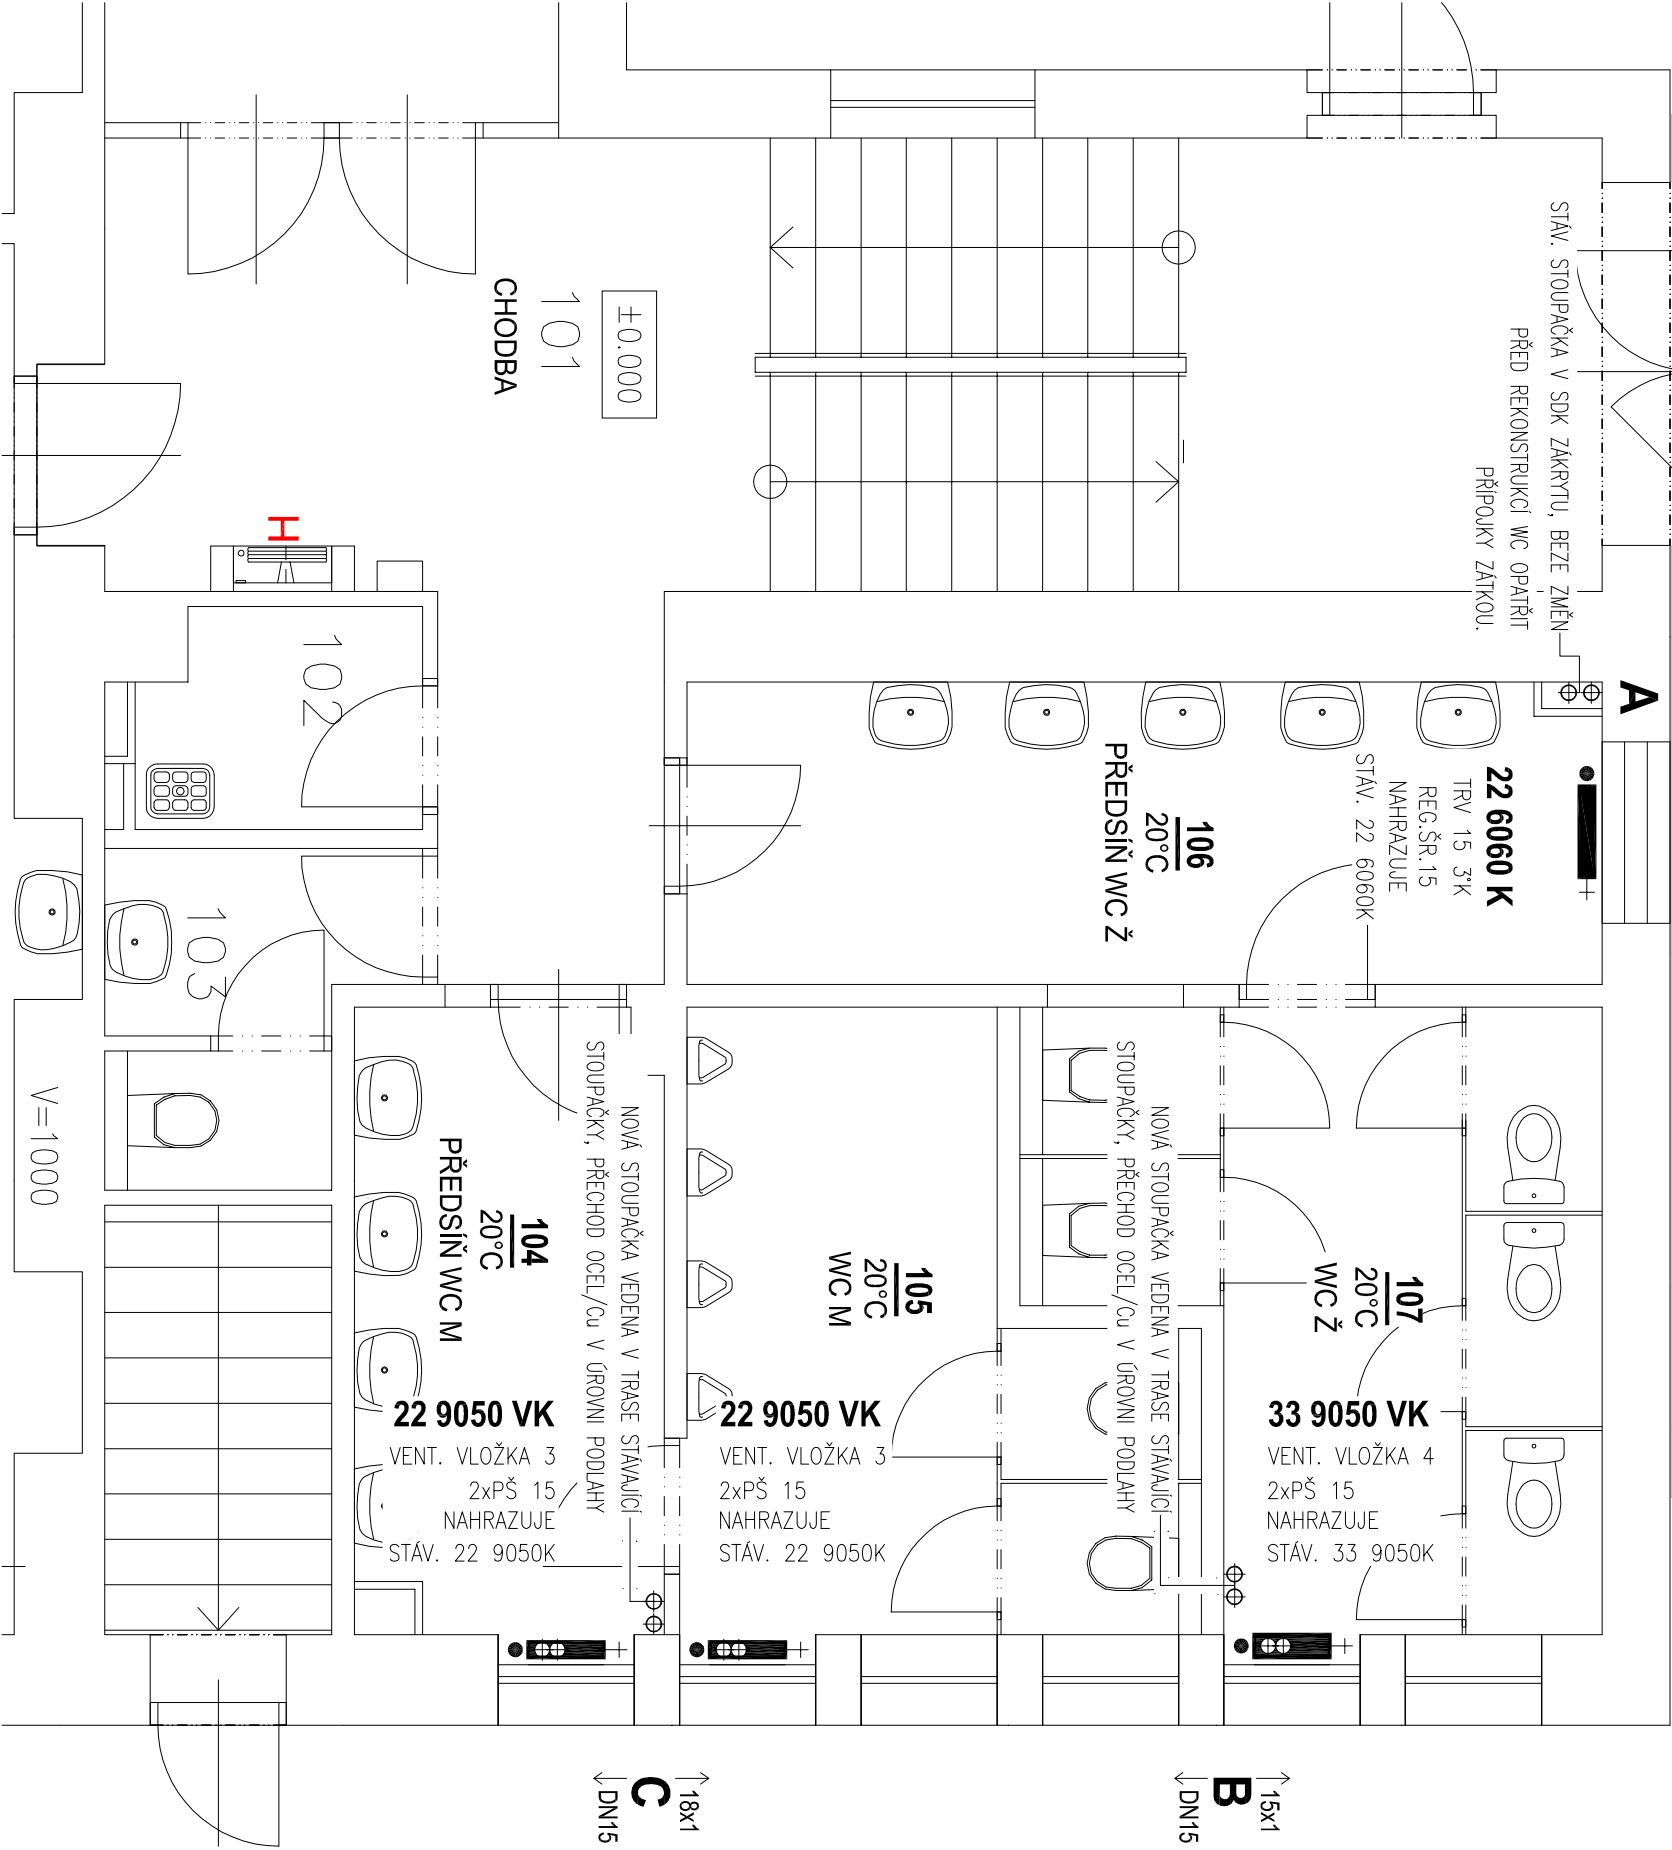 STÁV. STOUPAČKA V SDK ZÁKRYTU, BEZE ZMĚN
PŘED REKONSTRUKCÍ WC OPATŘIT
PŘÍPOJKY ZÁTKOU.
A
±0.000
101
CHODBA
H
102
103
V=1000
22 6060 K
TRV 15 3°K
REG.ŠR.15
NAHRAZUJE
STÁV. 22 6060K
106
20°C
PŘEDSÍŇ WC Ž
NOVÁ STOUPAČKA VEDENA V TRASE STÁVAJÍCÍ
STOUPAČKY, PŘECHOD OCEL/Cu V ÚROVNI PODLAHY
104
20°C
PŘEDSÍŇ WC M
105
20°C
WC M
NOVÁ STOUPAČKA VEDENA V TRASE STÁVAJÍCÍ
STOUPAČKY, PŘECHOD OCEL/Cu V ÚROVNI PODLAHY
107
20°C
WC Ž
22 9050 VK
VENT. VLOŽKA 3
2xPŠ 15
NAHRAZUJE
STÁV. 22 9050K
22 9050 VK
VENT. VLOŽKA 3
2xPŠ 15
NAHRAZUJE
STÁV. 22 9050K
33 9050 VK
VENT. VLOŽKA 4
2xPŠ 15
NAHRAZUJE
STÁV. 33 9050K
18x1
C
DN15
15x1
B
DN15